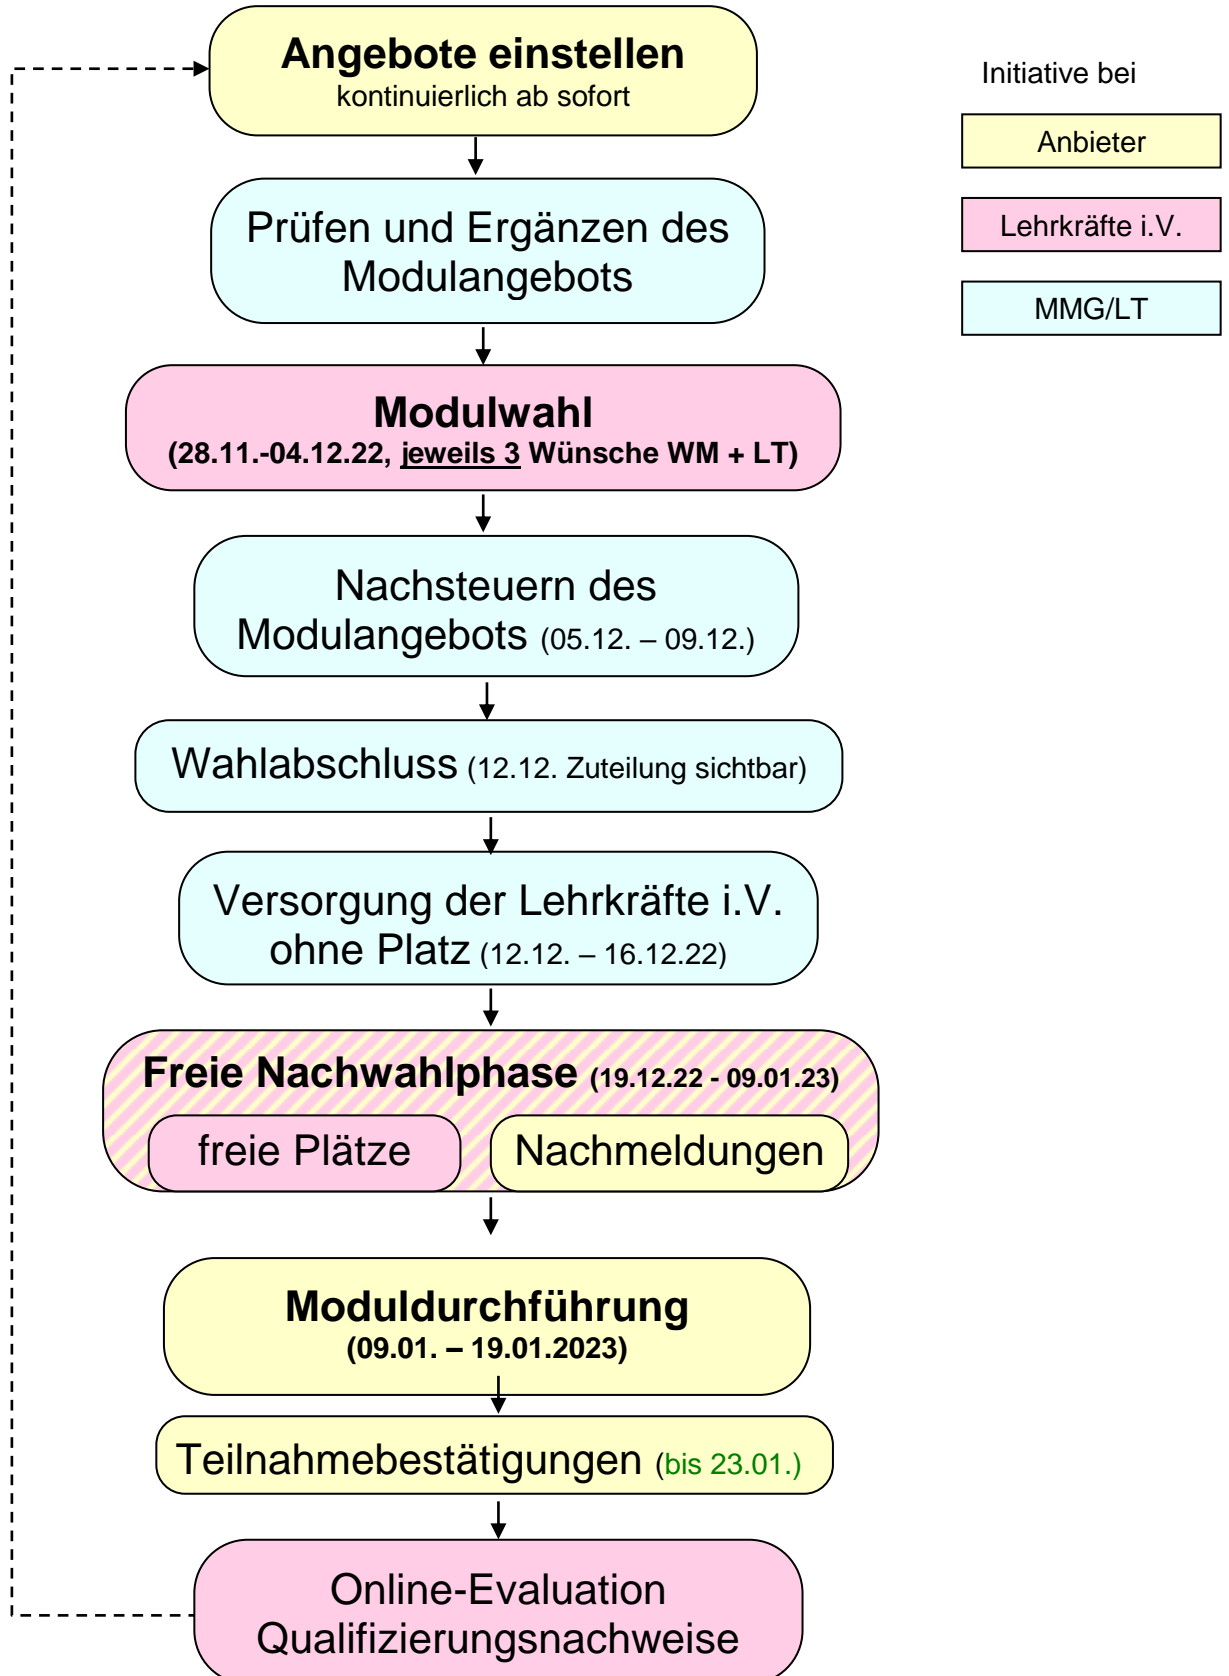 Angebote einstellen
kontinuierlich ab sofort
Initiative bei
Anbieter
Lehrkräfte i.V.
MMG/LT
Prüfen und Ergänzen des
Modulangebots
Modulwahl
(28.11.-04.12.22, jeweils 3 Wünsche WM + LT)
Nachsteuern des
Modulangebots (05.12. – 09.12.)
Wahlabschluss (12.12. Zuteilung sichtbar)
Versorgung der Lehrkräfte i.V.
ohne Platz (12.12. – 16.12.22)
Freie Nachwahlphase (19.12.22 - 09.01.23)
freie Plätze
Nachmeldungen
Moduldurchführung
(09.01. – 19.01.2023)
Teilnahmebestätigungen (bis 23.01.)
Online-Evaluation
Qualifizierungsnachweise